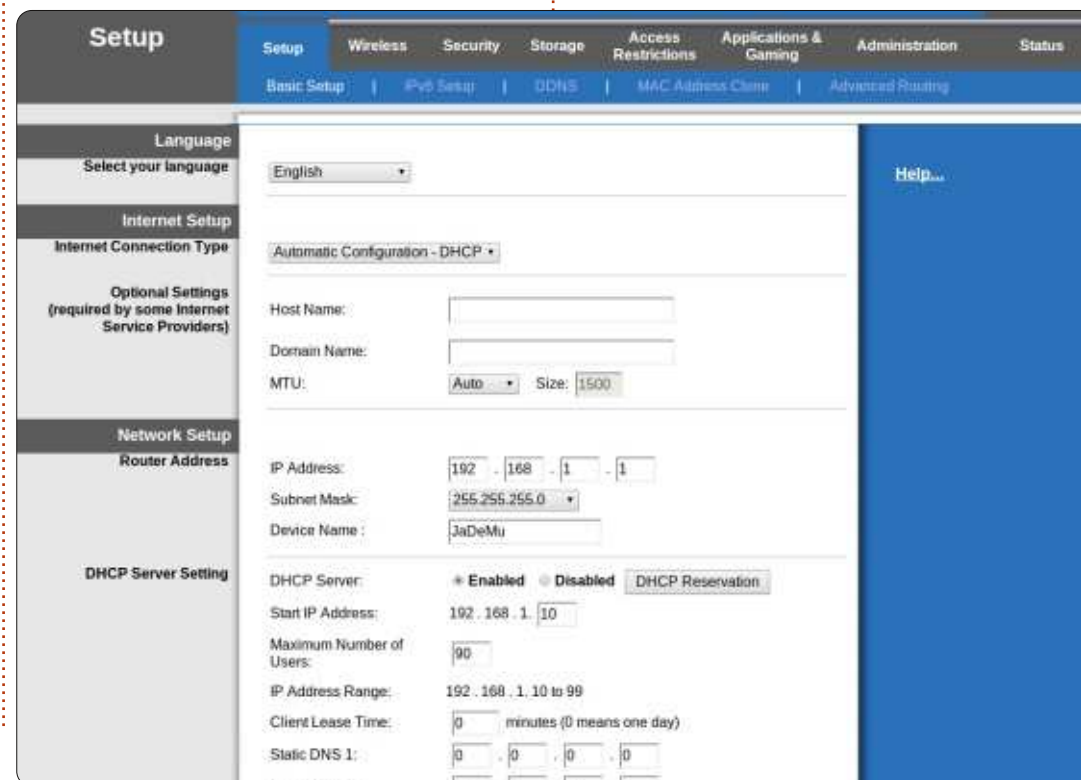 Setup
Setup Wireless Security Storage Access Restrictions Applications & Gaming Administration Status
Basic Setup | IPv6 Setup | DDNS | MAC Address Clone | Advanced Routing
Language
Select your language English
Help...
Internet Setup
Internet Connection Type Automatic Configuration - DHCP
Optional Settings
(required by some Internet
Service Providers)
Host Name:
Domain Name:
MTU: Auto Size: 1500
Network Setup
Router Address
IP Address: 192 . 168 . 1 . 1
Subnet Mask: 255.255.255.0
Device Name : JaDeMu
DHCP Server Setting
DHCP Server: Enabled Disabled DHCP Reservation
Start IP Address: 192 . 168 . 1. 10
Maximum Number of
Users: 90
IP Address Range: 192 . 168 . 1. 10 to 99
Client Lease Time: 0 minutes (0 means one day)
Static DNS 1: 0 . 0 . 0 . 0